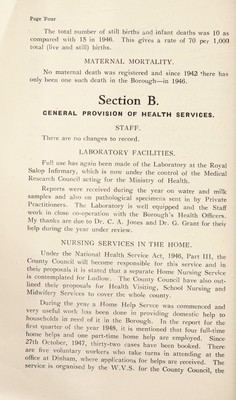 Page Four
The total number of still births and infant deaths was 10 as
compared with 15 in 1946. This gives a rate of 70 per 1,000
total (live and still) births.
MATERNAL MORTALITY.
No maternal death was registered and since 1942 there has
only been one such death in the Borough—in 1946.
Section B.
GENERAL PROVISION OF HEALTH SERVICES.
STAFF.
There are no changes to record.
LABORATORY FACILITIES.
Full use has again been made of the Laboratory at the Royal
Salop Infirmary, which is now under the control of the Medical
Research Council acting for the Ministry of Health.
Reports were received during the year on water and milk
samples and also on pathological specimens sent in by Private
Practitioners. The Laboratory is well equipped and the Staff
work in close co-operation with the Borough's Health Officers.
My thanks are due to Dr. C. A. Jones and Dr. G. Grant for their
help during the year under review.
NURSING SERVICES IN THE HOME.
Under the National Health Service Act, 1946, Part III, the
County Council will become responsible for this service and in
their proposals it is stated that a separate Home Nursing Service
is contemplated for Ludlow. The County Council have also out-
lined their proposals for Health Visiting, School Nursing and
Midwifery Services to cover the whole county.
During the year a Home Help Service was commenced and
very useful work has been done in providing domestic help to
households in need of it in the Borough. In the report for the
first quarter of the year 1948, it is mentioned that four full-time
home helps and one part-time home help are employed. Since
27th October, 1947, thirty-two cases have been booked. There
are five voluntary workers who take turns in attending at the
office at Dinham, where applications for helps are received. The
service is organised by the W.V.S. for the County Council, the